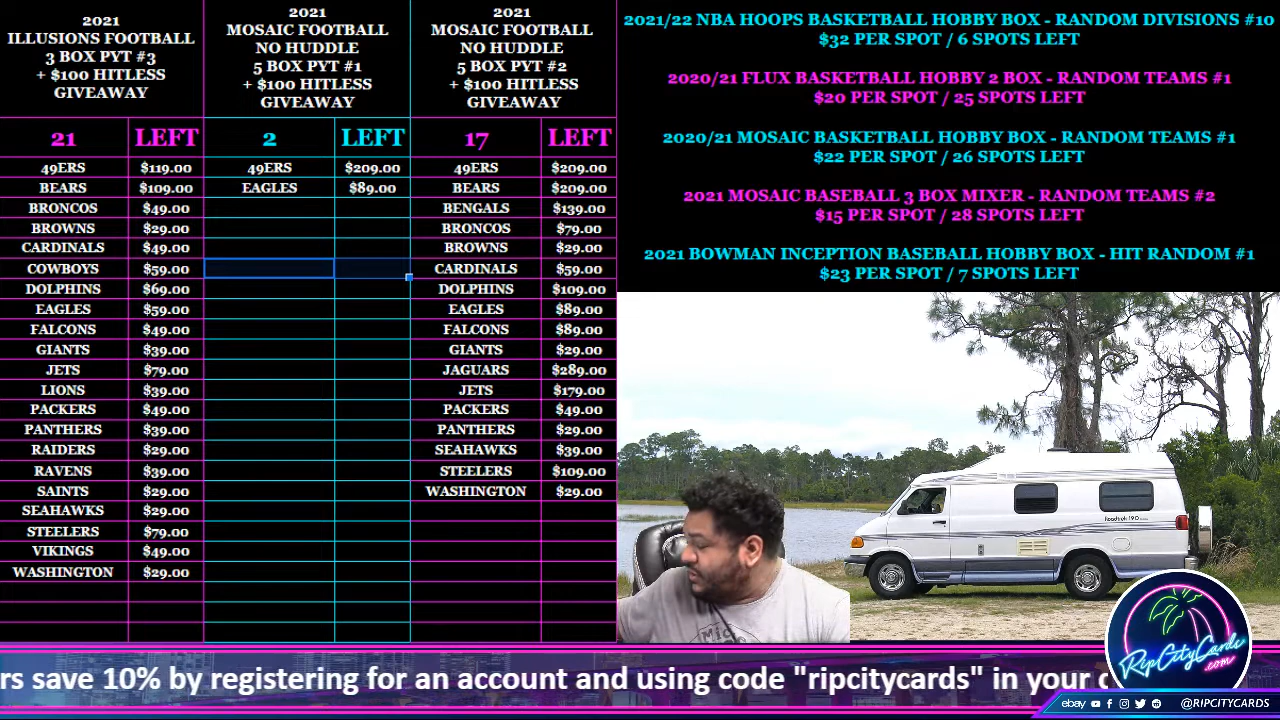 2021
ILLUSIONS FOOTBALL
3 BOX PYT #3
+ $100 HITLESS
GIVEAWAY
21 LEFT
49ERS $119.00
BEARS $109.00
BRONCOS $49.00
BROWNS $29.00
CARDINALS $49.00
COWBOYS $59.00
DOLPHINS $69.00
EAGLES $59.00
FALCONS $49.00
GIANTS $39.00
JETS $79.00
LIONS $39.00
PACKERS $49.00
PANTHERS $39.00
RAIDERS $29.00
RAVENS $39.00
SAINTS $29.00
SEAHAWKS $29.00
STEELERS $79.00
VIKINGS $49.00
WASHINGTON $29.00
2021
MOSAIC FOOTBALL
NO HUDDLE
5 BOX PYT #1
+ $100 HITLESS
GIVEAWAY
2 LEFT
49ERS $209.00
EAGLES $89.00
2021
MOSAIC FOOTBALL
NO HUDDLE
5 BOX PYT #2
+ $100 HITLESS
GIVEAWAY
17 LEFT
49ERS $209.00
BEARS $209.00
BENGALS $139.00
BRONCOS $79.00
BROWNS $29.00
CARDINALS $59.00
DOLPHINS $109.00
EAGLES $89.00
FALCONS $89.00
GIANTS $29.00
JAGUARS $289.00
JETS $179.00
PACKERS $49.00
PANTHERS $29.00
SEAHAWKS $39.00
STEELERS $109.00
WASHINGTON $29.00
2021/22 NBA HOOPS BASKETBALL HOBBY BOX - RANDOM DIVISIONS #10
$32 PER SPOT / 6 SPOTS LEFT
2020/21 FLUX BASKETBALL HOBBY 2 BOX - RANDOM TEAMS #1
$20 PER SPOT / 25 SPOTS LEFT
2020/21 MOSAIC BASKETBALL HOBBY BOX - RANDOM TEAMS #1
$22 PER SPOT / 26 SPOTS LEFT
2021 MOSAIC BASEBALL 3 BOX MIXER - RANDOM TEAMS #2
$15 PER SPOT / 28 SPOTS LEFT
2021 BOWMAN INCEPTION BASEBALL HOBBY BOX - HIT RANDOM #1
$23 PER SPOT / 7 SPOTS LEFT
Roadtrek 190
RipCityCards
.com
rs save 10% by registering for an account and using code "ripcitycards" in your
ebay @RIPCITYCARDS